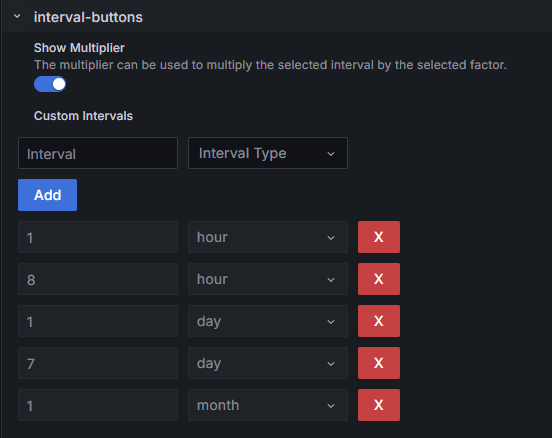 interval-buttons
Show Multiplier
The multiplier can be used to multiply the selected interval by the selected factor.
Custom Intervals
Interval Interval Type
Add
1 hour X
8 hour X
1 day X
7 day X
1 month X